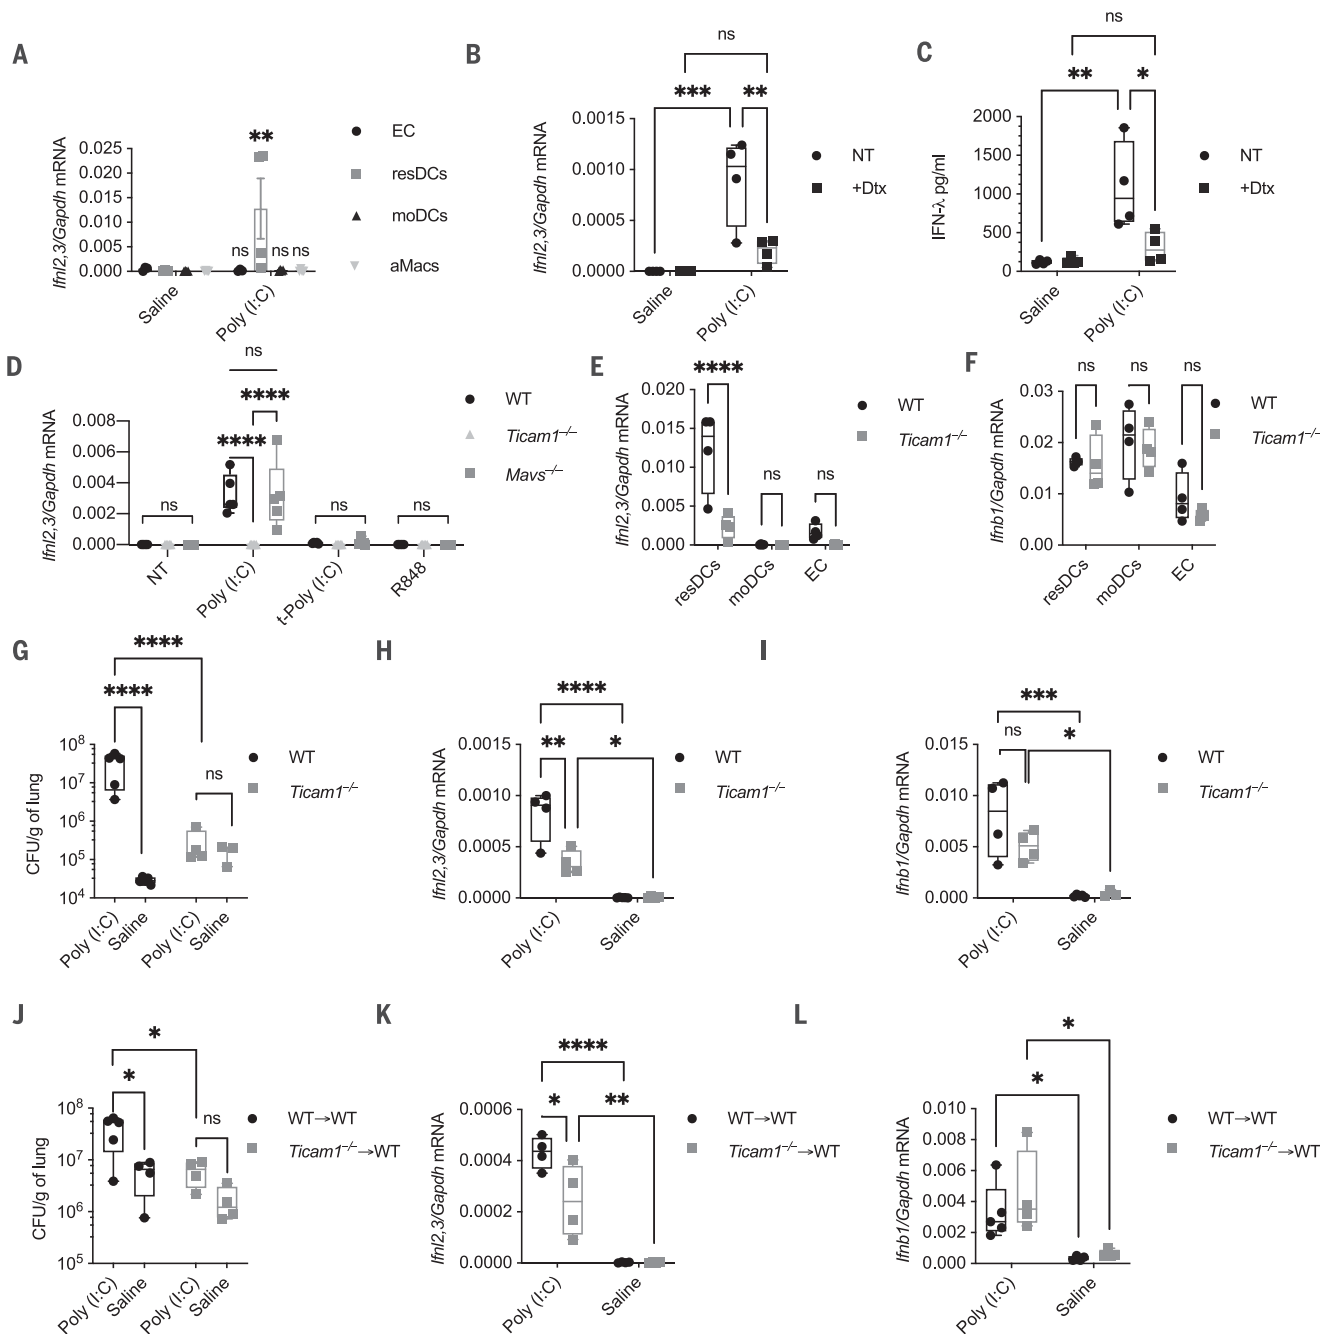 A
Ifnl2,3/Gapdh mRNA
0.025
0.020
0.015
0.010
0.005
0.000
**
ns
ns ns
Saline
Poly (I:C)
EC
resDCs
moDCs
aMacs
B
Ifnl2,3/Gapdh mRNA
0.0015
0.0010
0.0005
0.0000
ns
***
**
Saline
Poly (I:C)
NT
+Dtx
C
IFN-λ pg/ml
2000
1500
1000
500
0
ns
**
*
Saline
Poly (I:C)
NT
+Dtx
D
Ifnl2,3/Gapdh mRNA
0.008
0.006
0.004
0.002
0.000
ns
****
****
ns
ns
ns
NT
Poly (I:C)
t-Poly (I:C)
R848
WT
Ticam1–/–
Mavs–/–
E
Ifnl2,3/Gapdh mRNA
0.020
0.015
0.010
0.005
0.000
****
ns
ns
resDCs
moDCs
EC
WT
Ticam1–/–
F
Ifnb1/Gapdh mRNA
0.03
0.02
0.01
0.00
ns
ns
ns
resDCs
moDCs
EC
WT
Ticam1–/–
G
CFU/g of lung
10^8
10^7
10^6
10^5
10^4
****
****
ns
Poly (I:C)
Saline
Poly (I:C)
Saline
WT
Ticam1–/–
H
Ifnl2,3/Gapdh mRNA
0.0015
0.0010
0.0005
0.0000
****
**
*
Poly (I:C)
Saline
WT
Ticam1–/–
I
Ifnb1/Gapdh mRNA
0.015
0.010
0.005
0.000
***
ns
*
Poly (I:C)
Saline
WT
Ticam1–/–
J
CFU/g of lung
10^8
10^7
10^6
10^5
*
*
ns
Poly (I:C)
Saline
Poly (I:C)
Saline
WT→WT
Ticam1–/–→WT
K
Ifnl2,3/Gapdh mRNA
0.0006
0.0004
0.0002
0.0000
****
*
**
Poly (I:C)
Saline
WT→WT
Ticam1–/–→WT
L
Ifnb1/Gapdh mRNA
0.010
0.008
0.006
0.004
0.002
0.000
*
*
Poly (I:C)
Saline
WT→WT
Ticam1–/–→WT